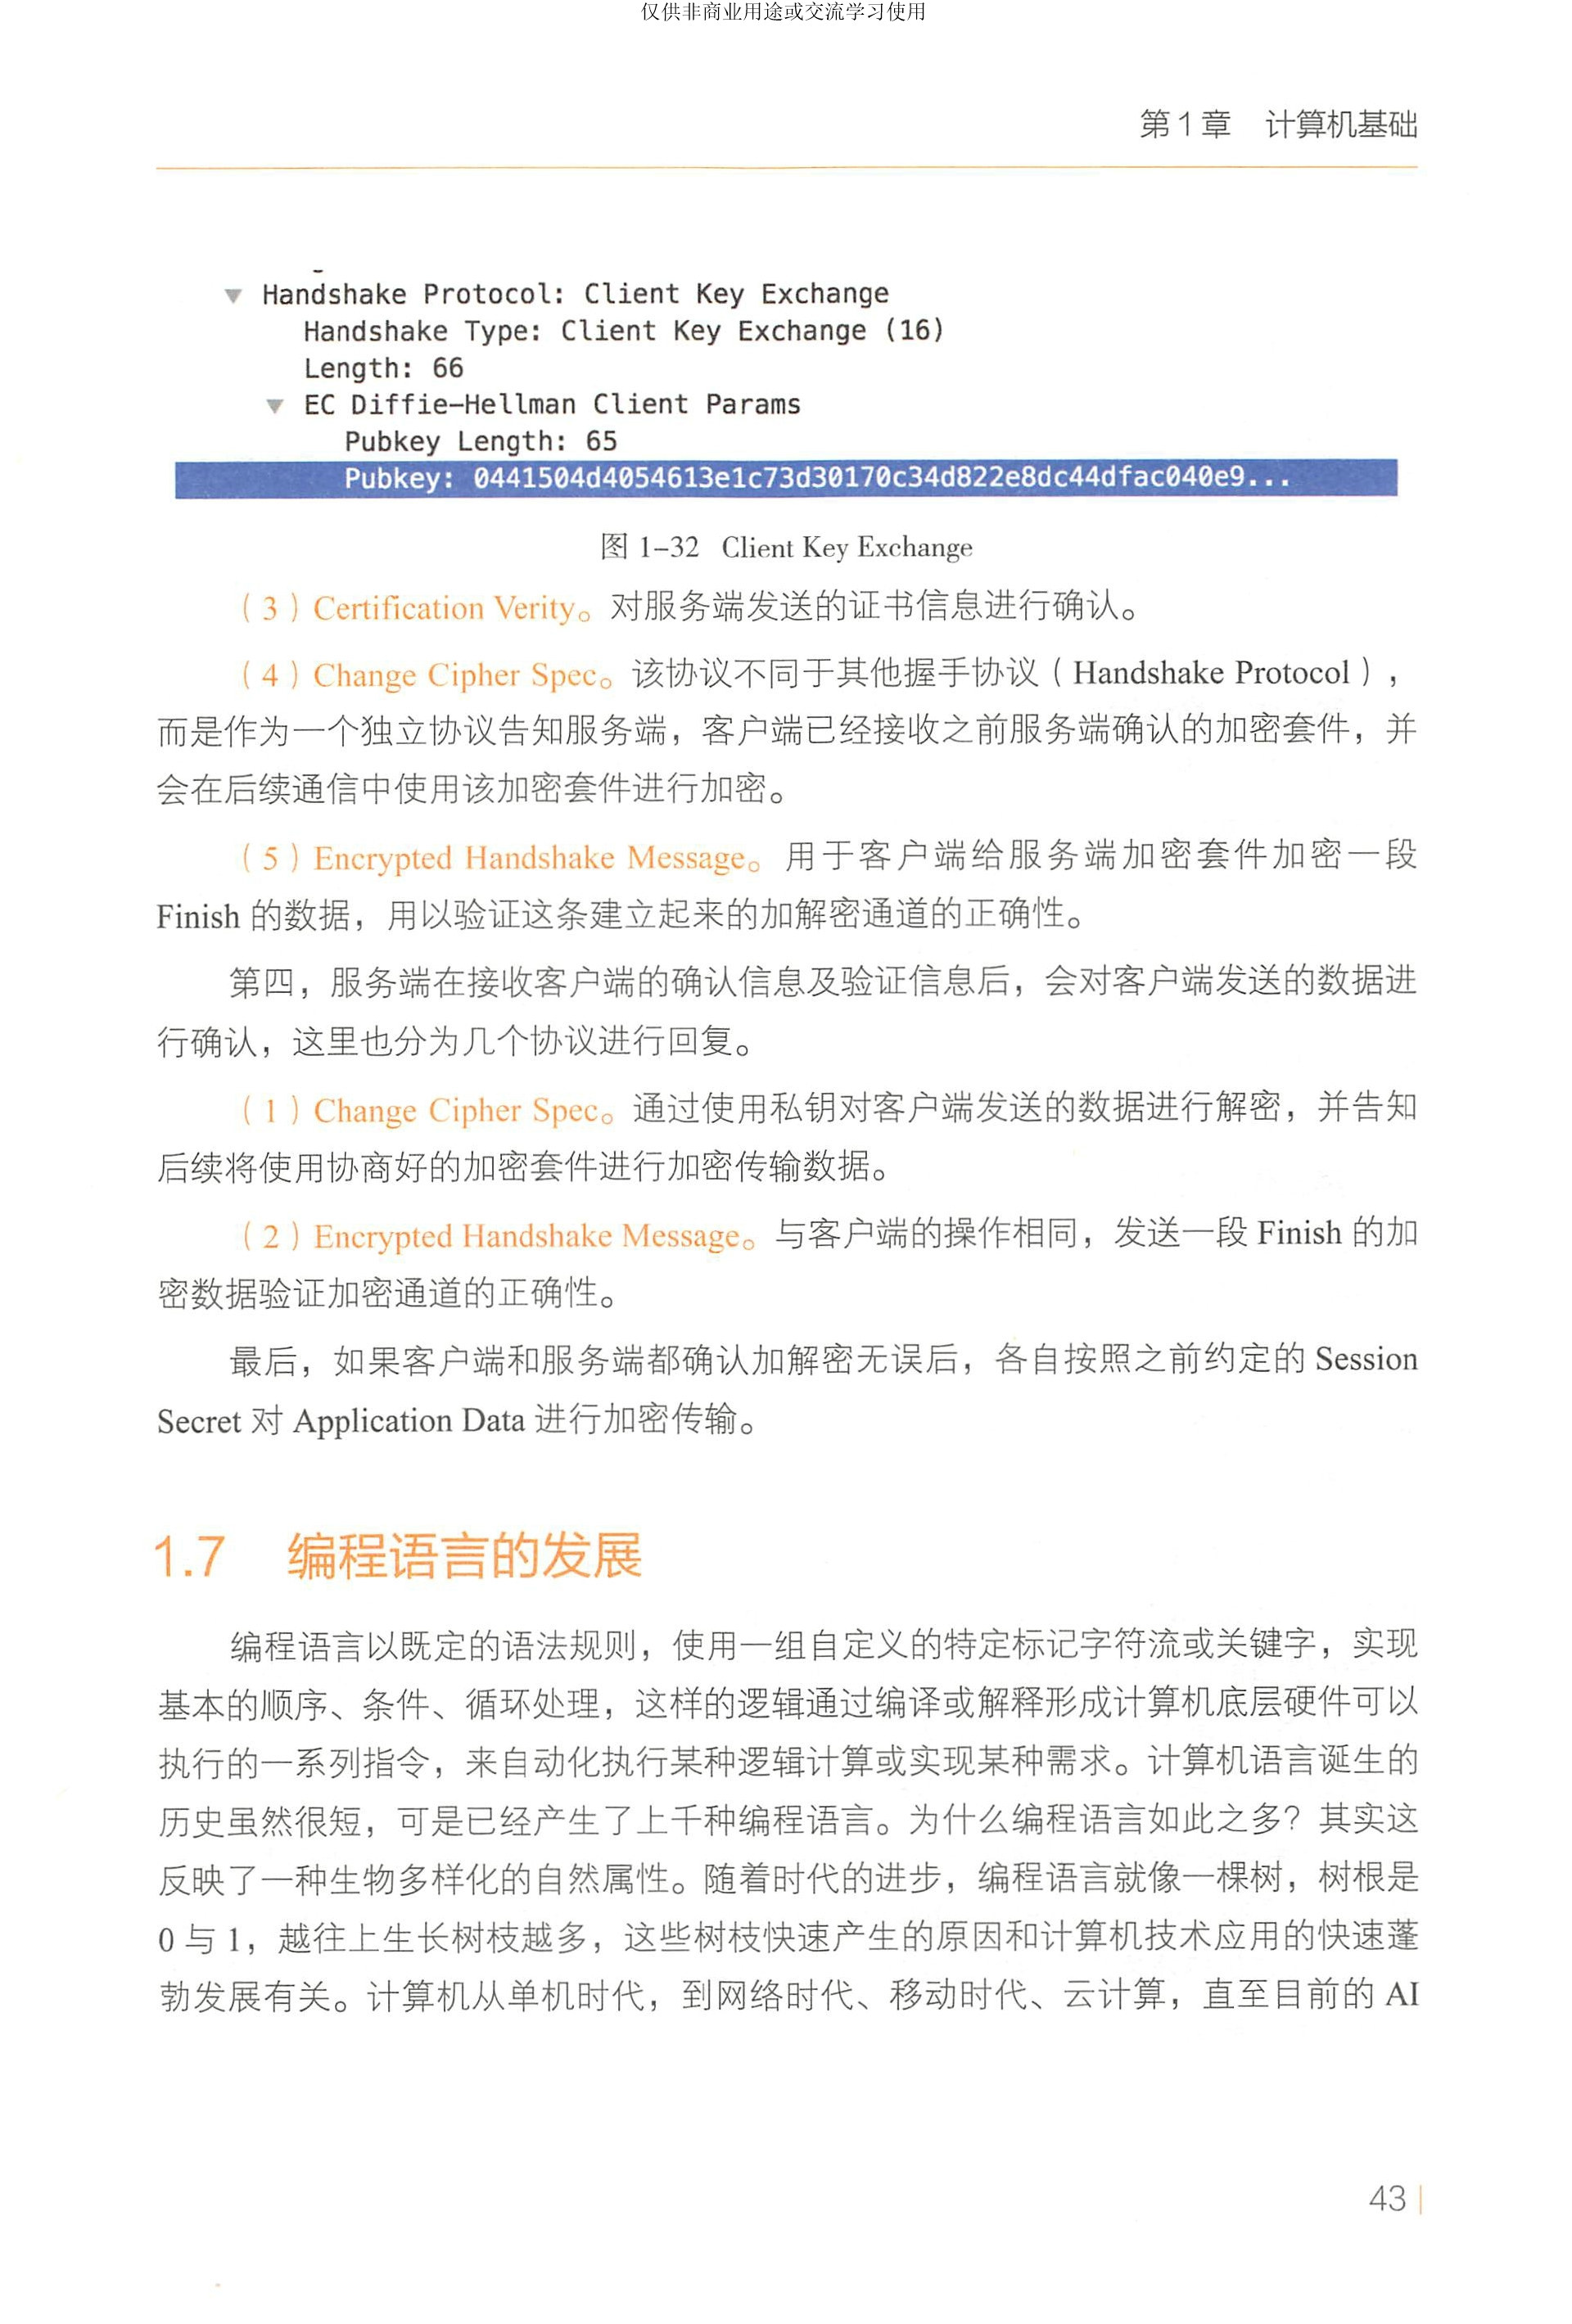 仅供非商业用途或交流学习使用
第 1 章 计算机基础
Handshake Protocol: Client Key Exchange
Handshake Type: Client Key Exchange (16)
Length: 66
EC Diffie-Hellman Client Params
Pubkey Length: 65
Pubkey: 0441504d4054613e1c73d30170c34d822e8dc44dfac040e9...
图 1-32 Client Key Exchange
（3）Certification Verity。对服务端发送的证书信息进行确认。
（4）Change Cipher Spec。该协议不同于其他握手协议（Handshake Protocol），
而是作为一个独立协议告知服务端，客户端已经接收之前服务端确认的加密套件，并
会在后续通信中使用该加密套件进行加密。
（5）Encrypted Handshake Message。用于客户端给服务端加密套件加密一段
Finish 的数据，用以验证这条建立起来的加解密通道的正确性。
第四，服务端在接收客户端的确认信息及验证信息后，会对客户端发送的数据进
行确认，这里也分为几个协议进行回复。
（1）Change Cipher Spec。通过使用私钥对客户端发送的数据进行解密，并告知
后续将使用协商好的加密套件进行加密传输数据。
（2）Encrypted Handshake Message。与客户端的操作相同，发送一段 Finish 的加
密数据验证加密通道的正确性。
最后，如果客户端和服务端都确认加解密无误后，各自按照之前约定的 Session
Secret 对 Application Data 进行加密传输。
1.7 编程语言的发展
编程语言以既定的语法规则，使用一组自定义的特定标记字符流或关键字，实现
基本的顺序、条件、循环处理，这样的逻辑通过编译或解释形成计算机底层硬件可以
执行的一系列指令，来自动化执行某种逻辑计算或实现某种需求。计算机语言诞生的
历史虽然很短，可是已经产生了上千种编程语言。为什么编程语言如此之多？其实这
反映了一种生物多样化的自然属性。随着时代的进步，编程语言就像一棵树，树根是
0 与 1，越往上生长树枝越多，这些树枝快速产生的原因和计算机技术应用的快速蓬
勃发展有关。计算机从单机时代，到网络时代、移动时代、云计算，直至目前的 AI
43